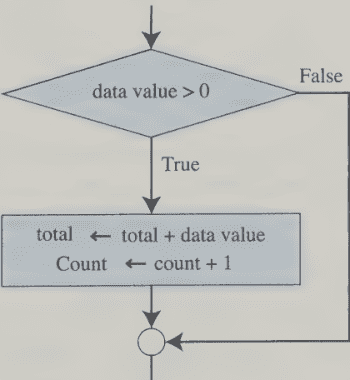 data value > 0
False
True
total ← total + data value
Count ← count + 1